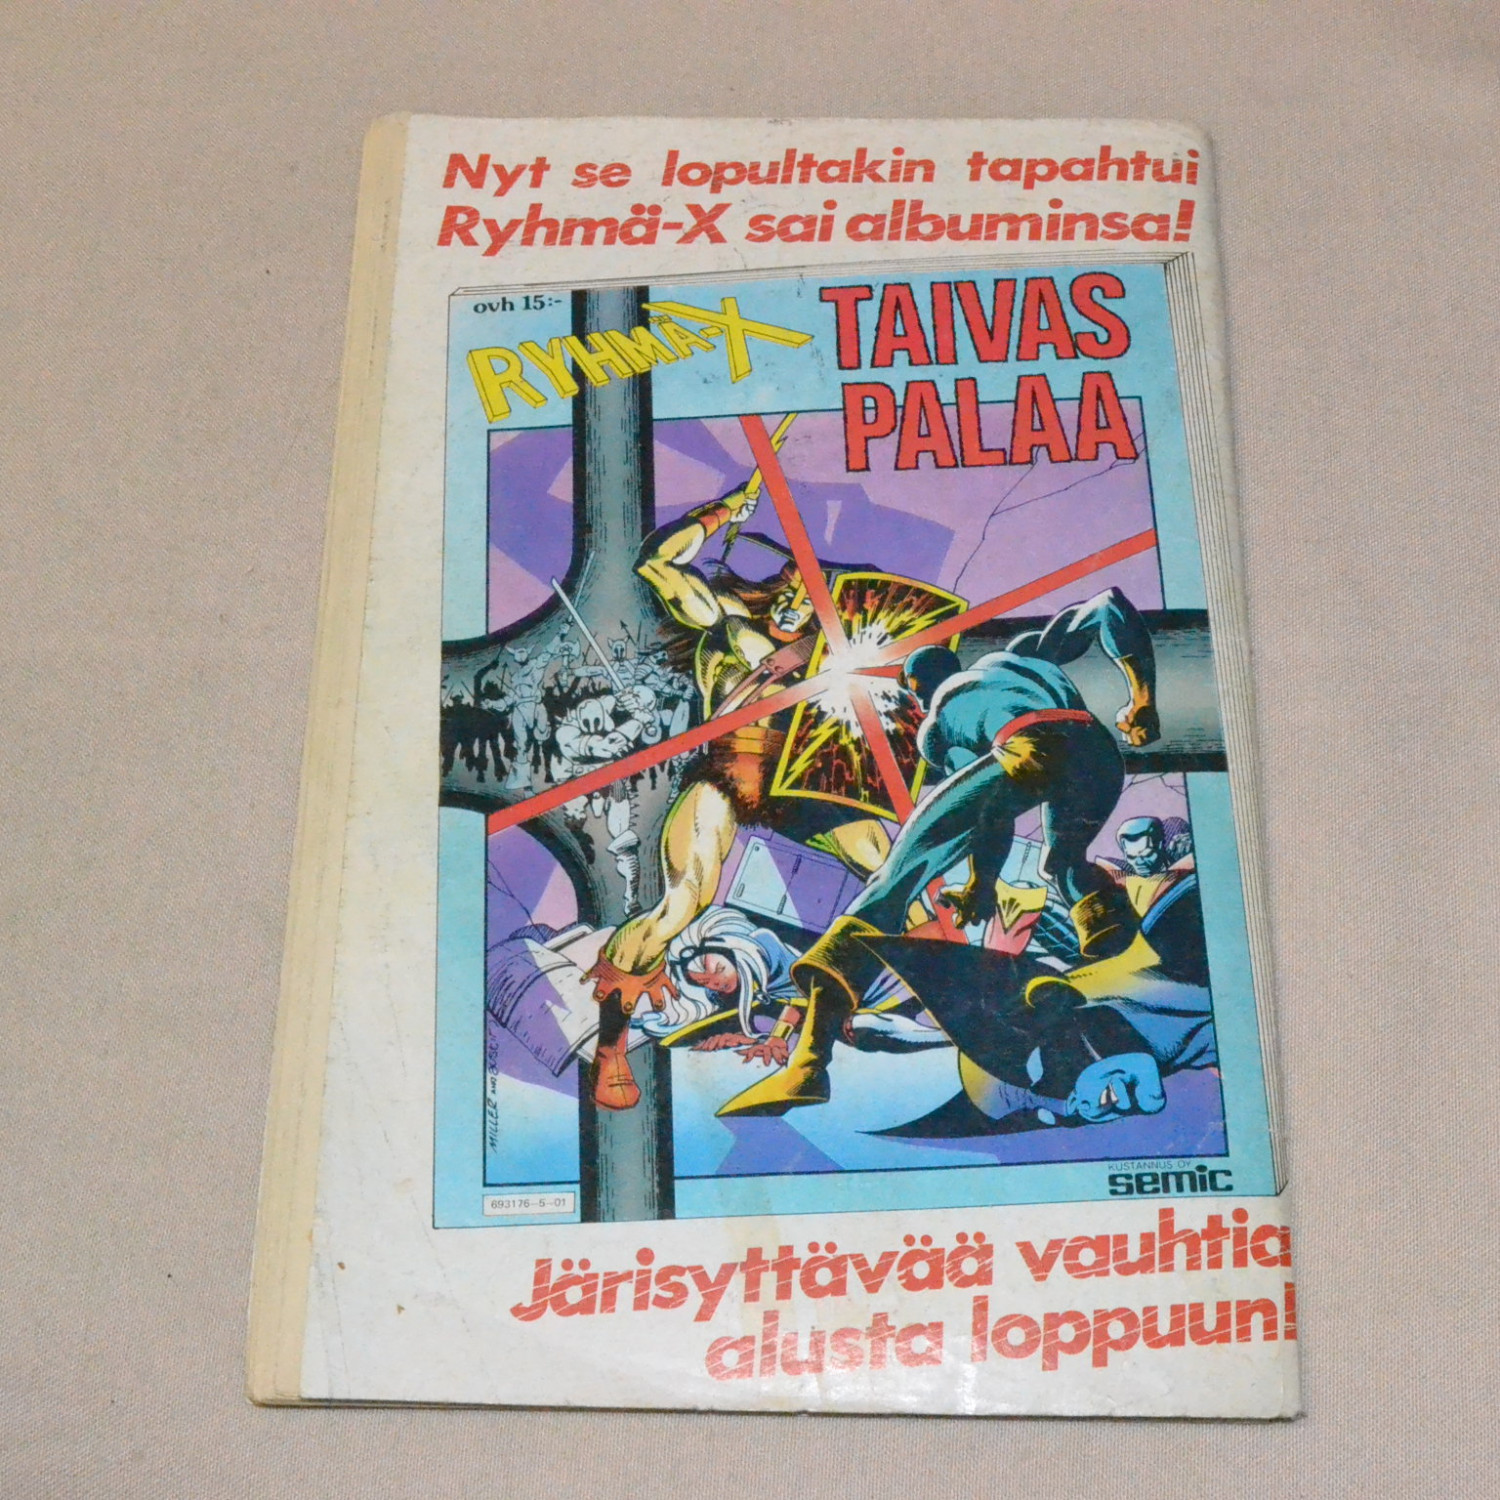 Nyt se lopultakin tapahtui
Ryhmä-X sai albuminsa!
ovh 15:-
RYHMÄ-X
TAIVAS
PALAA
MILLER AND
693176-5-01
KUSTANNUS OY
semic
Järisyttävää vauhtia
alusta loppuun!